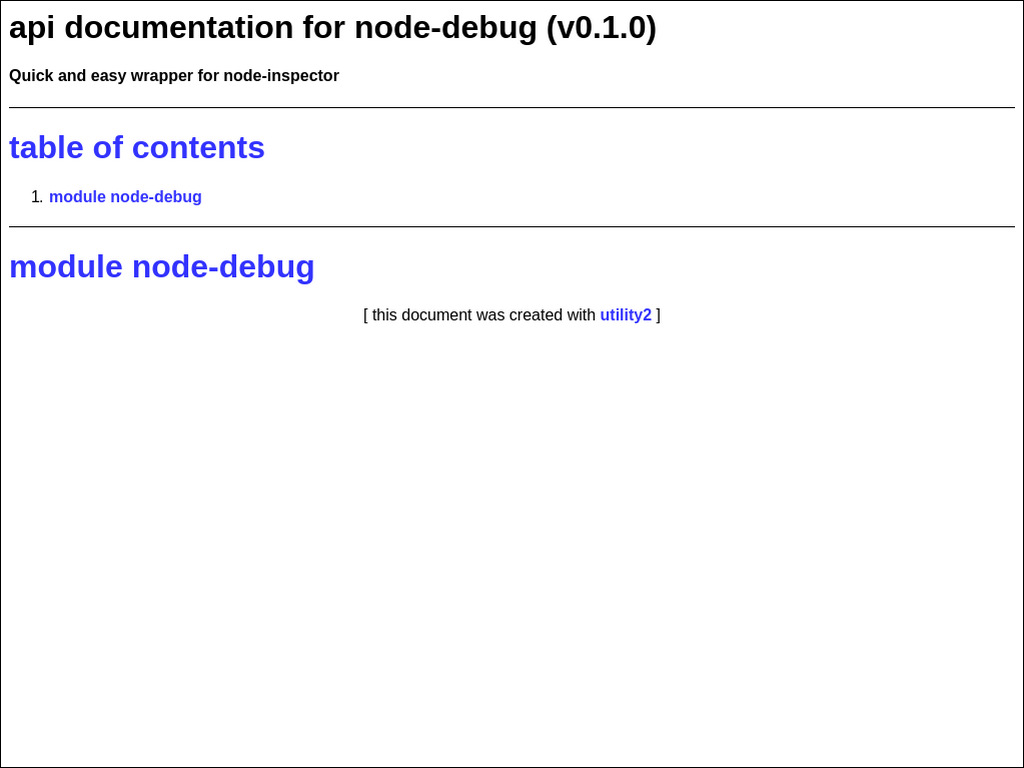 api documentation for node-debug (v0.1.0)
Quick and easy wrapper for node-inspector
table of contents
1. module node-debug
module node-debug
[ this document was created with utility2 ]